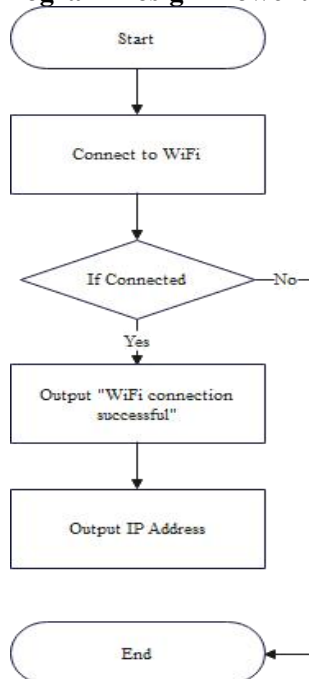 Start
Connect to WiFi
If Connected
No
Yes
Output "WiFi connection
successful"
Output IP Address
End